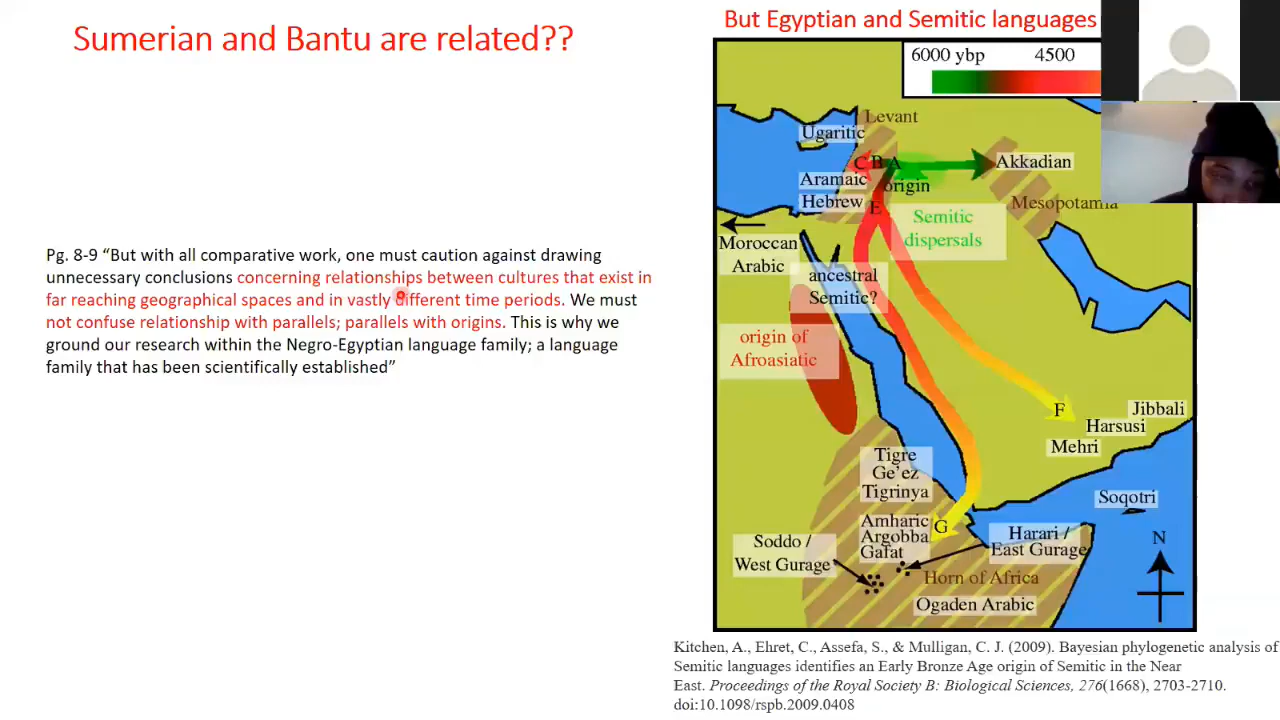 Sumerian and Bantu are related??
Pg. 8-9 “But with all comparative work, one must caution against drawing
unnecessary conclusions concerning relationships between cultures that exist in
far reaching geographical spaces and in vastly different time periods. We must
not confuse relationship with parallels; parallels with origins. This is why we
ground our research within the Negro-Egyptian language family; a language
family that has been scientifically established”
But Egyptian and Semitic languages
6000 ybp 4500
Levant
Ugaritic
C B A
Akkadian
Aramaic
origin
Hebrew
E
Mesopotamia
Semitic
dispersals
Moroccan
Arabic
ancestral
Semitic?
origin of
Afroasiatic
F
Jibbali
Harsusi
Mehri
Tigre
Ge'ez
Tigrinya
Soqotri
Amharic
Argobba
Gafat
G
Harari /
East Gurage
N
Soddo /
West Gurage
Horn of Africa
Ogaden Arabic
Kitchen, A., Ehret, C., Assefa, S., & Mulligan, C. J. (2009). Bayesian phylogenetic analysis of
Semitic languages identifies an Early Bronze Age origin of Semitic in the Near
East. Proceedings of the Royal Society B: Biological Sciences, 276(1668), 2703-2710.
doi:10.1098/rspb.2009.0408